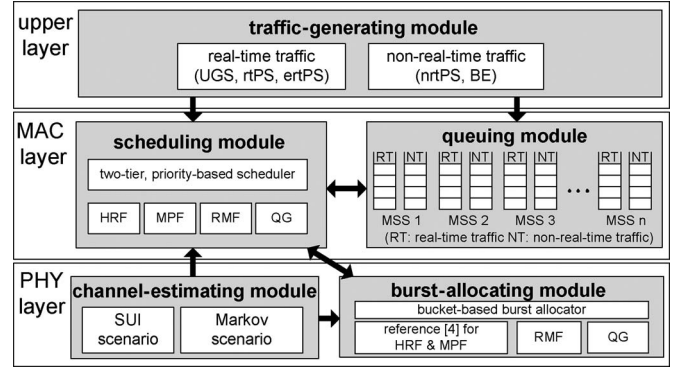 upper
layer
traffic-generating module
real-time traffic
(UGS, rtPS, ertPS)
non-real-time traffic
(nrtPS, BE)
MAC
layer
scheduling module
two-tier, priority-based scheduler
HRF MPF RMF QG
queuing module
RT NT RT NT RT NT RT NT
...
MSS 1 MSS 2 MSS 3 MSS n
(RT: real-time traffic NT: non-real-time traffic)
PHY
layer
channel-estimating module
SUI
scenario
Markov
scenario
burst-allocating module
bucket-based burst allocator
reference [4] for
HRF & MPF
RMF QG